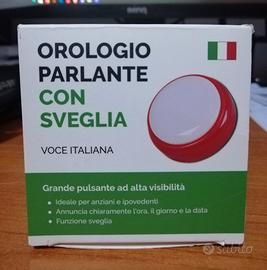 OROLOGIO
PARLANTE
CON
SVEGLIA
VOCE ITALIANA
Grande pulsante ad alta visibilità
• Ideale per anziani e ipovedenti
• Annuncia chiaramente l'ora, il giorno e la data
• Funzione sveglia
subito